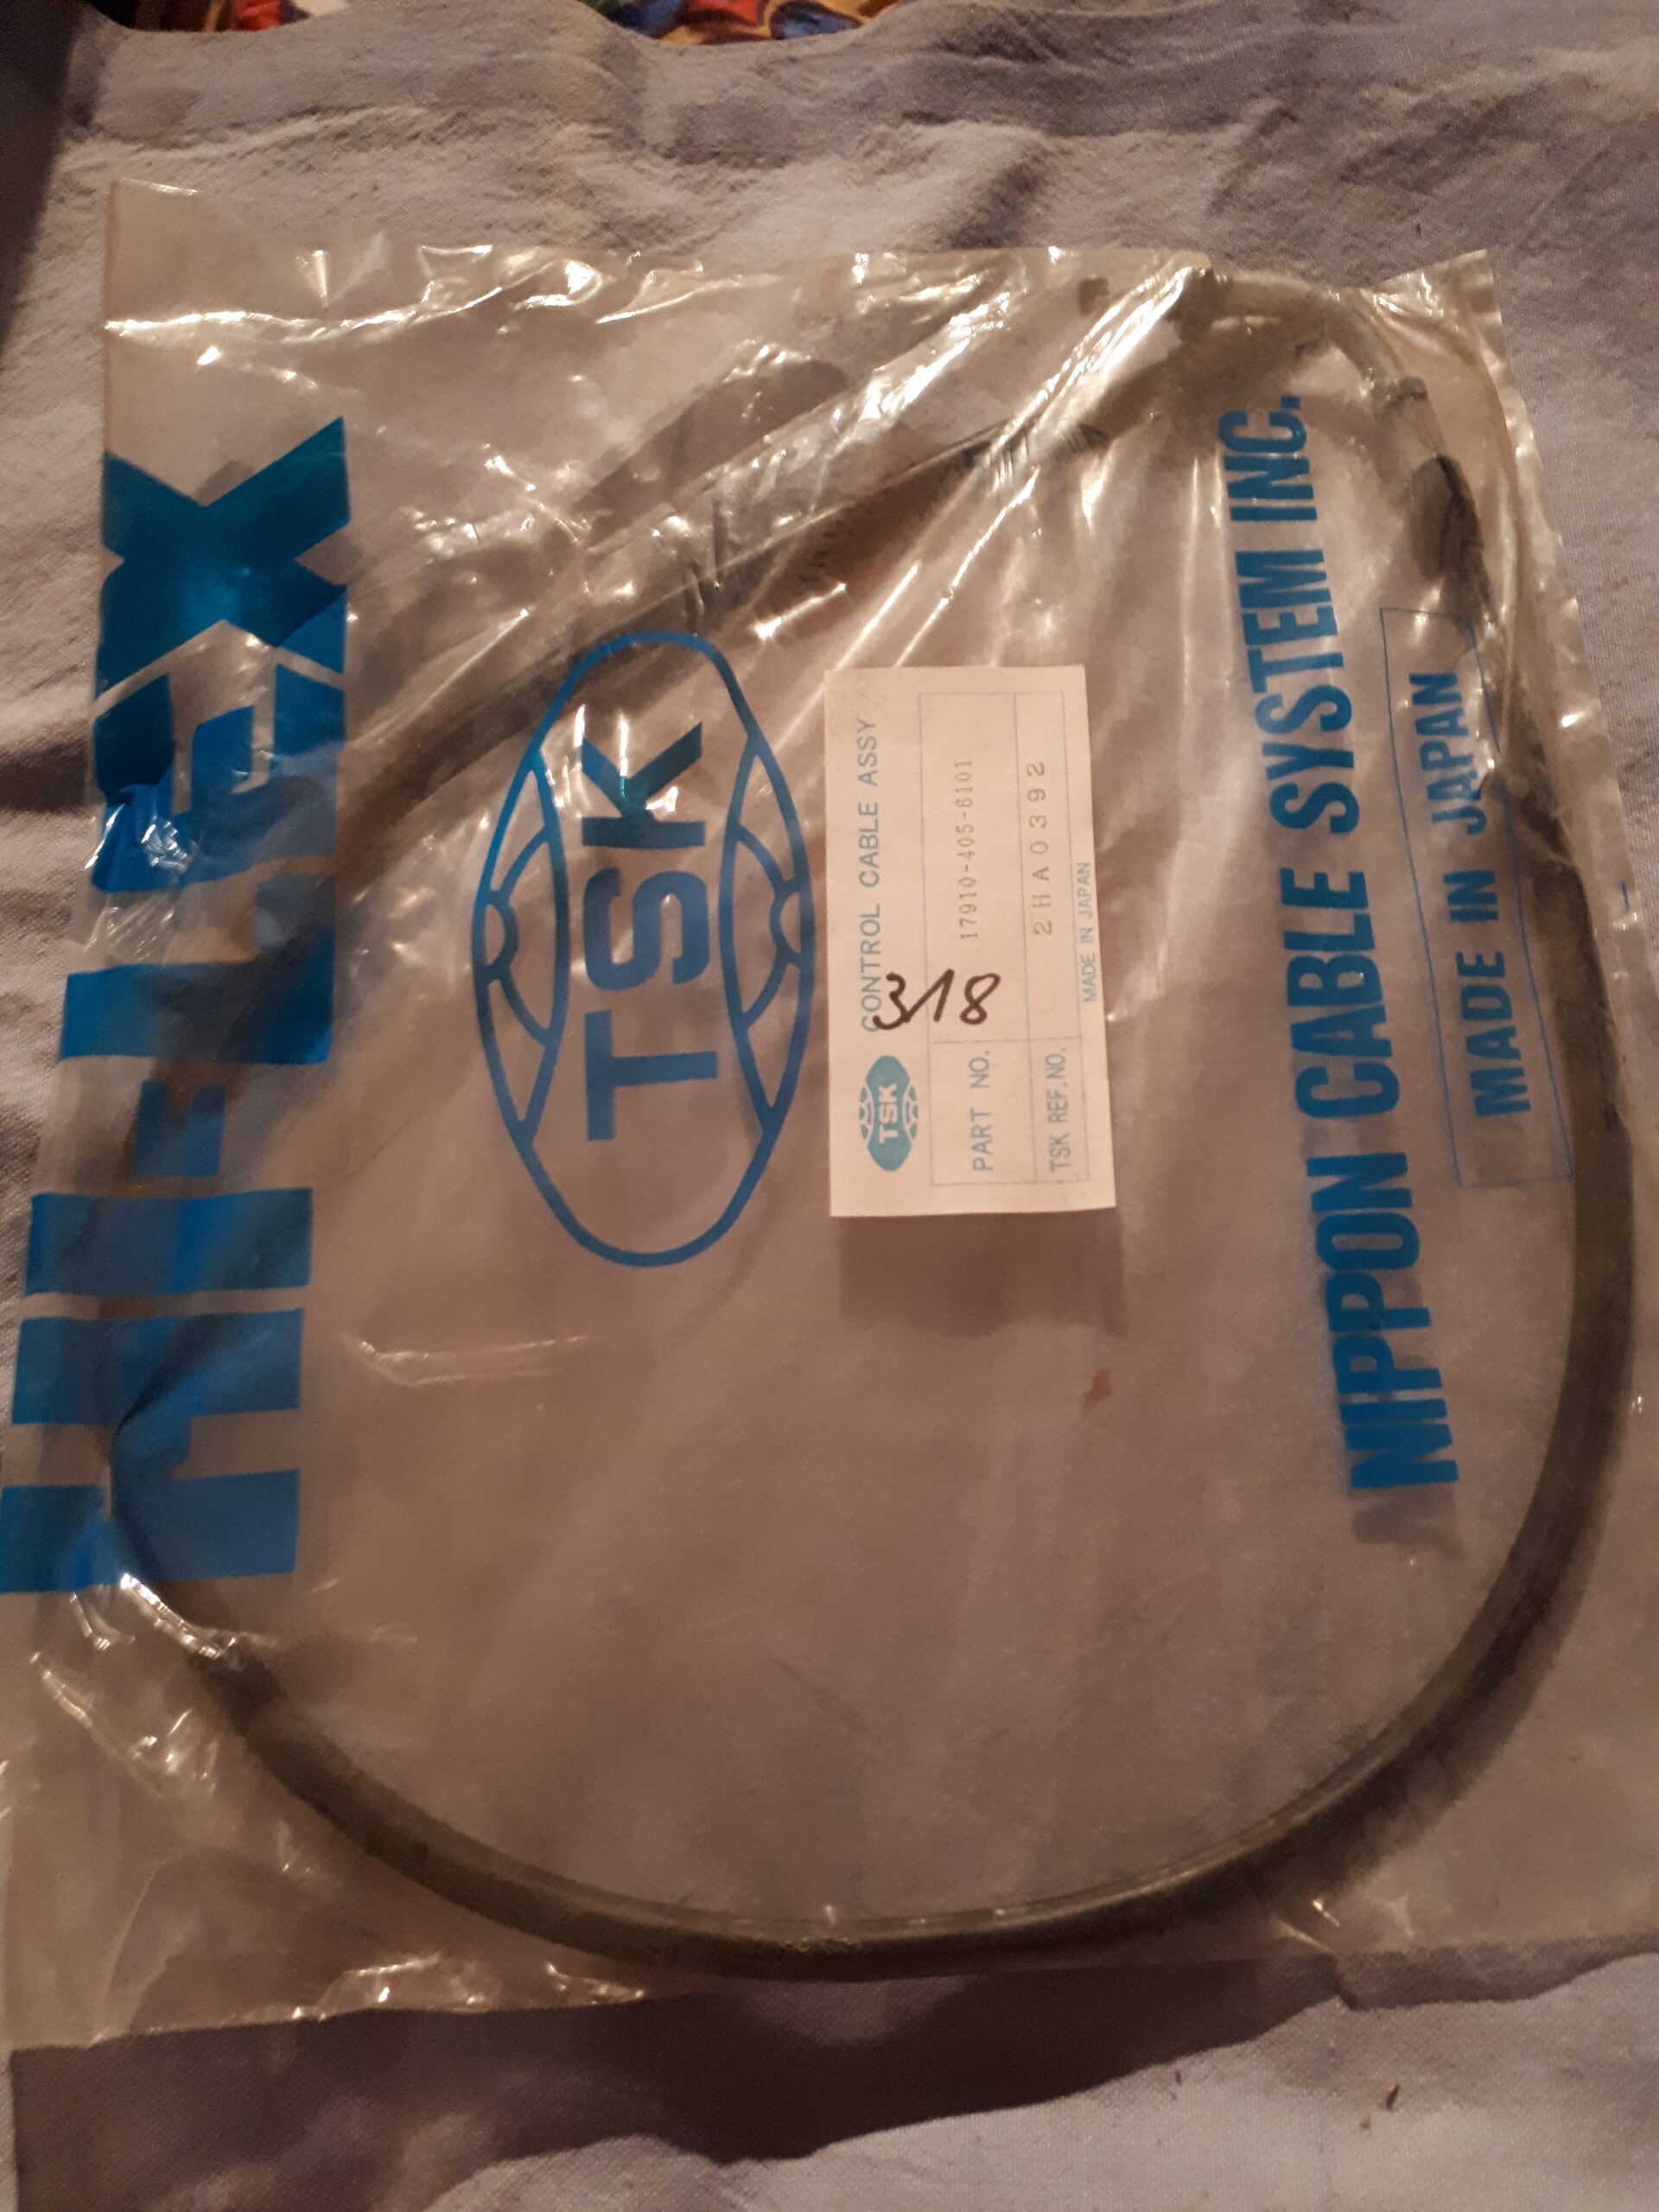 HI-LEX
TSK
TSK CONTROL CABLE ASSY
318
PART NO. 17910-405-6101
TSK REF.NO. 2HA0392
MADE IN JAPAN
NIPPON CABLE SYSTEM INC.
MADE IN JAPAN